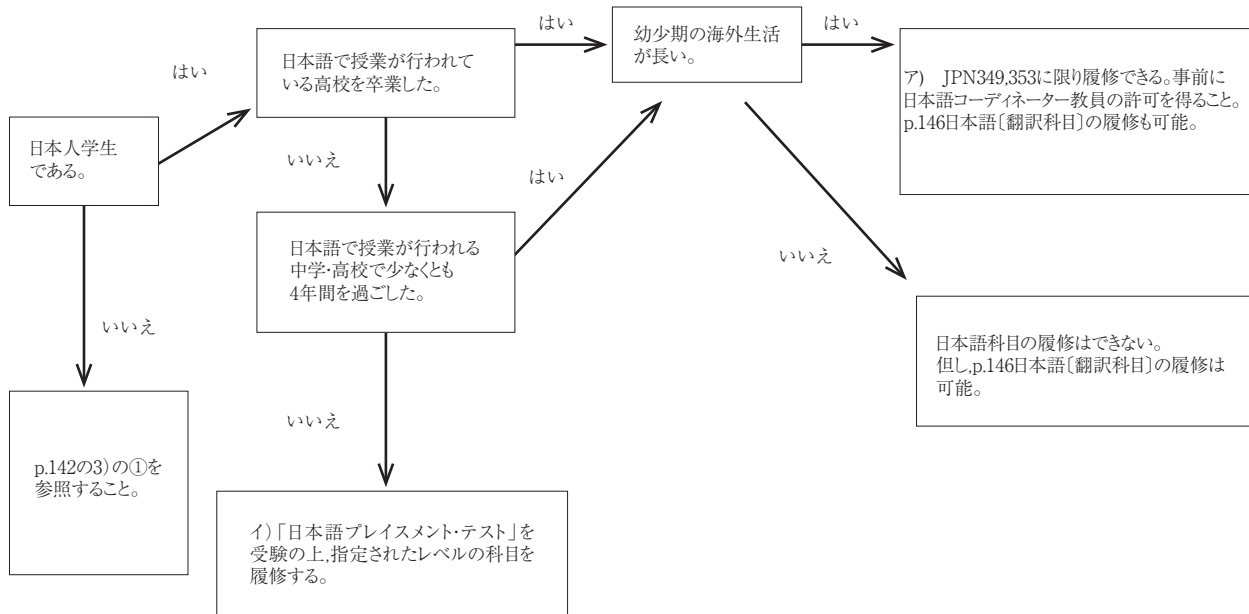 日本人学生
である。
はい
いいえ
p.142の3）の①を
参照すること。
日本語で授業が行われて
いる高校を卒業した。
はい
いいえ
日本語で授業が行われる
中学・高校で少なくとも
4年間を過ごした。
はい
いいえ
イ）「日本語プレイスメント・テスト」を
受験の上,指定されたレベルの科目を
履修する。
幼少期の海外生活
が長い。
はい
いいえ
ア）　JPN349,353に限り履修できる。事前に
日本語コーディネーター教員の許可を得ること。
p.146日本語〔翻訳科目〕の履修も可能。
日本語科目の履修はできない。
但し,p.146日本語〔翻訳科目〕の履修は
可能。